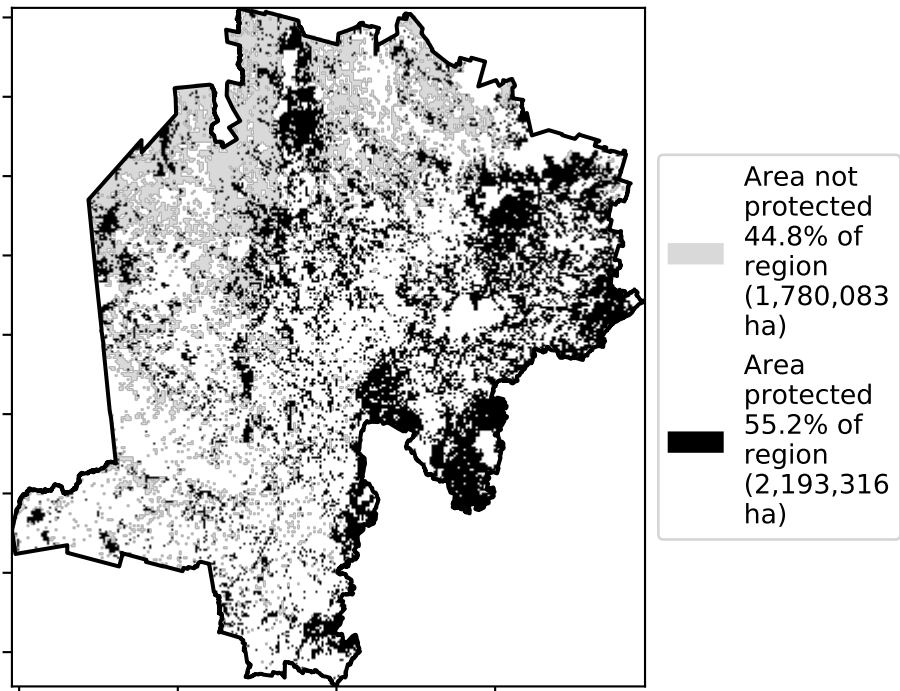 Area not
protected
44.8% of
region
(1,780,083
ha)
Area
protected
55.2% of
region
(2,193,316
ha)